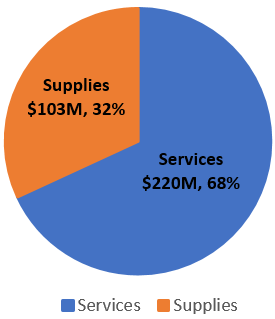 Supplies
$103M, 32%
Services
$220M, 68%
Services Supplies